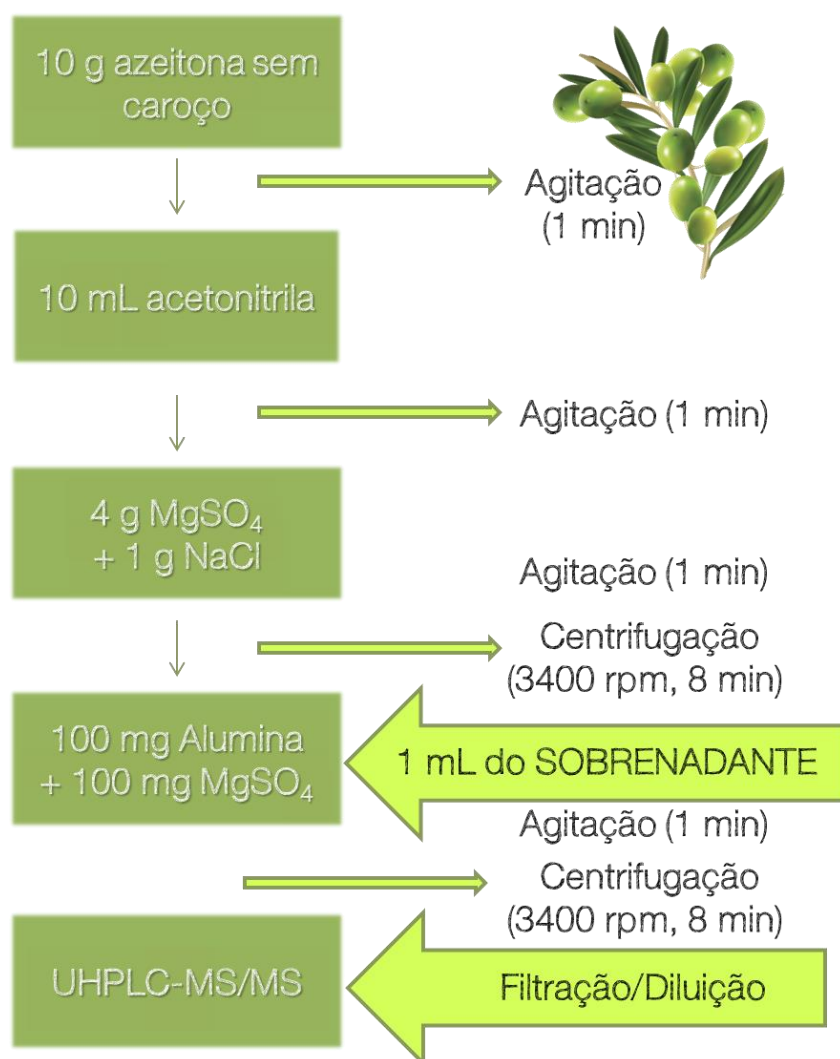 10 g azeitona sem
caroço
Agitação
(1 min)
10 mL acetonitrila
Agitação (1 min)
4 g MgSO₄
+ 1 g NaCl
Agitação (1 min)
Centrifugação
(3400 rpm, 8 min)
100 mg Alumina
+ 100 mg MgSO₄
1 mL do SOBRENADANTE
Agitação (1 min)
Centrifugação
(3400 rpm, 8 min)
UHPLC-MS/MS
Filtração/Diluição